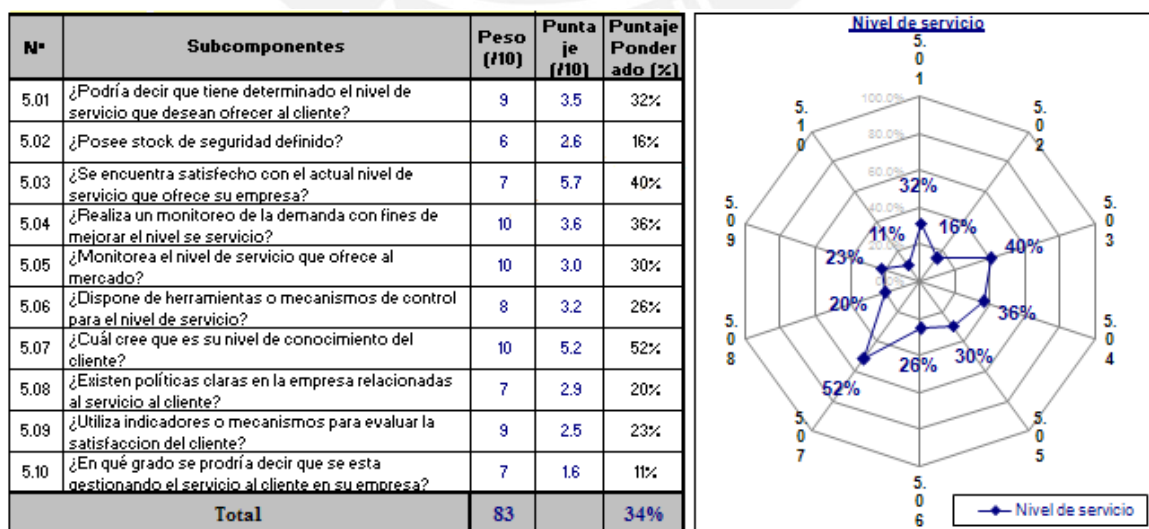 Nº Subcomponentes Peso (/10) Punta je (/10) Puntaje Ponder ado (%)
5.01 ¿Podría decir que tiene determinado el nivel de servicio que desean ofrecer al cliente? 9 3.5 32%
5.02 ¿Posee stock de seguridad definido? 6 2.6 16%
5.03 ¿Se encuentra satisfecho con el actual nivel de servicio que ofrece su empresa? 7 5.7 40%
5.04 ¿Realiza un monitoreo de la demanda con fines de mejorar el nivel se servicio? 10 3.6 36%
5.05 ¿Monitorea el nivel de servicio que ofrece al mercado? 10 3.0 30%
5.06 ¿Dispone de herramientas o mecanismos de control para el nivel de servicio? 8 3.2 26%
5.07 ¿Cuál cree que es su nivel de conocimiento del cliente? 10 5.2 52%
5.08 ¿Existen políticas claras en la empresa relacionadas al servicio al cliente? 7 2.9 20%
5.09 ¿Utiliza indicadores o mecanismos para evaluar la satisfaccion del cliente? 9 2.5 23%
5.10 ¿En qué grado se prodría decir que se esta gestionando el servicio al cliente en su empresa? 7 1.6 11%
Total 83 34%
Nivel de servicio
5.01
5.02
5.03
5.04
5.05
5.06
5.07
5.08
5.09
5.10
100.0%
80.0%
60.0%
40.0%
20.0%
0.0%
32%
16%
40%
36%
30%
26%
52%
20%
23%
11%
Nivel de servicio